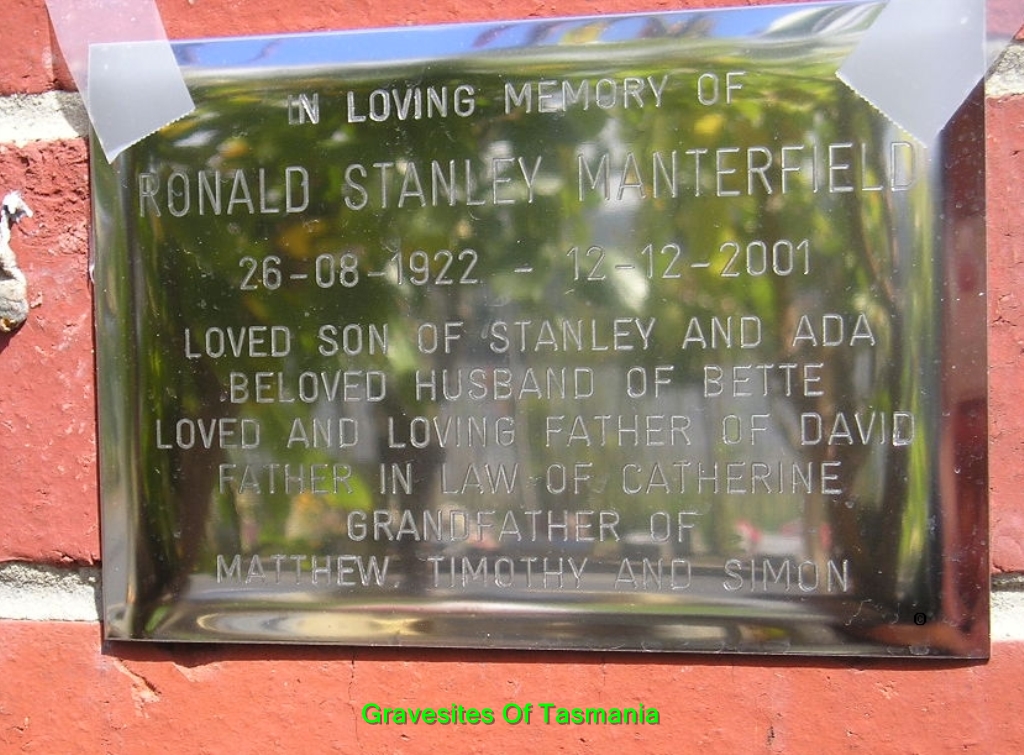 IN LOVING MEMORY OF
RONALD STANLEY MANTERFIELD
26-08-1922 - 12-12-2001
LOVED SON OF STANLEY AND ADA
BELOVED HUSBAND OF BETTE
LOVED AND LOVING FATHER OF DAVID
FATHER IN LAW OF CATHERINE
GRANDFATHER OF
MATTHEW, TIMOTHY AND SIMON
Gravesites Of Tasmania